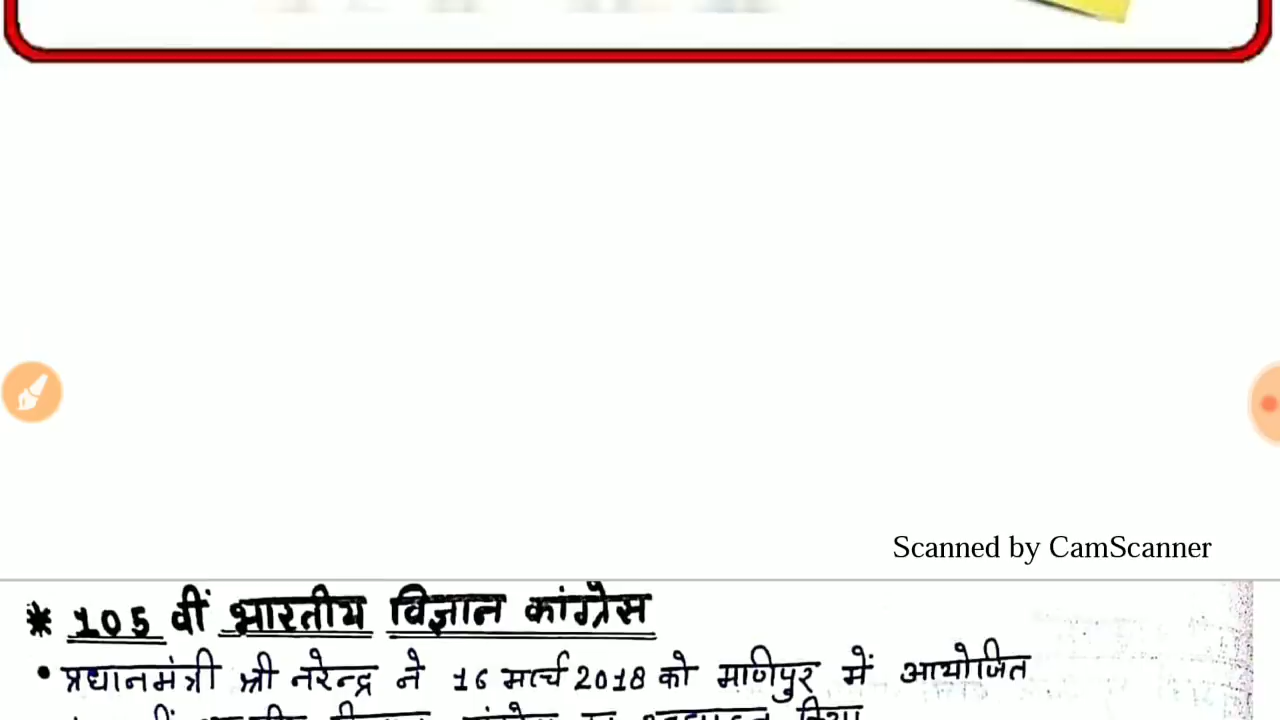 Scanned by CamScanner
* 105 वीं भारतीय विज्ञान कांग्रेस
• प्रधानमंत्री श्री नरेन्द्र ने 16 मार्च 2018 को मणिपुर में आयोजित